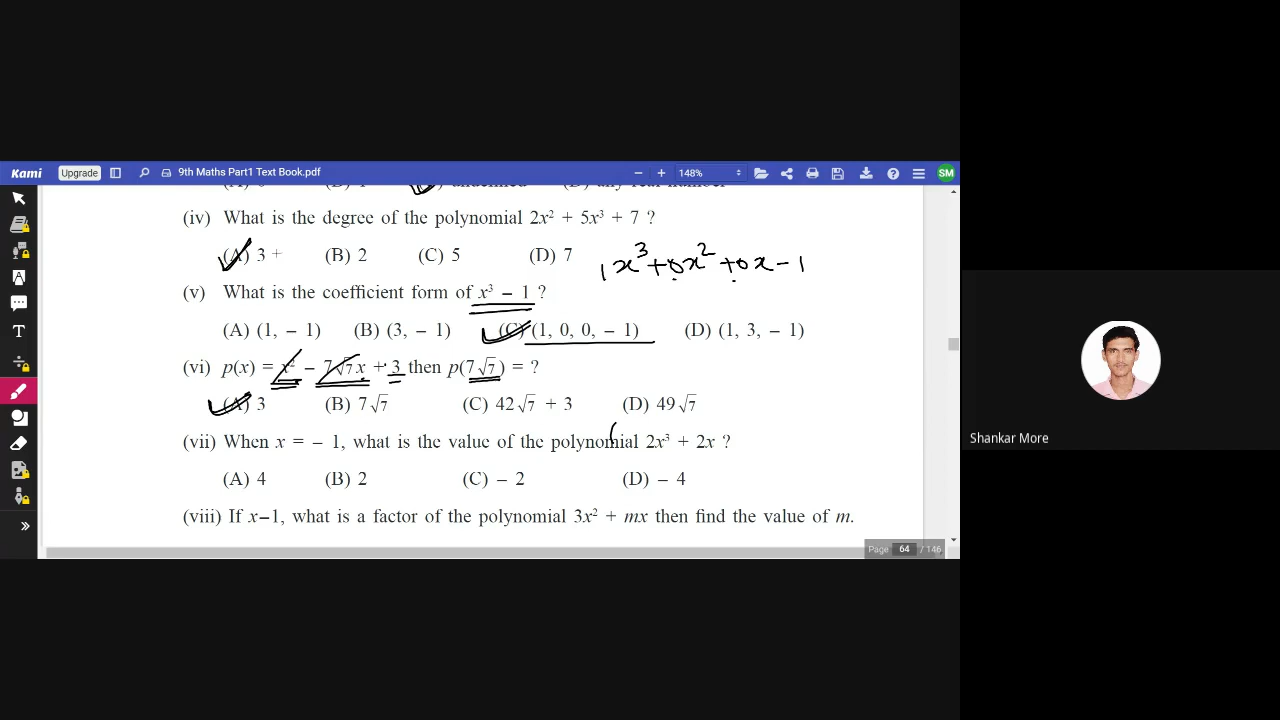 Kami Upgrade 9th Maths Part1 Text Book.pdf 148% SM
undefined any real number
(iv) What is the degree of the polynomial 2x² + 5x³ + 7 ?
(A) 3 + (B) 2 (C) 5 (D) 7
1x³+0x²+0x-1
(v) What is the coefficient form of x³ – 1 ?
(A) (1, – 1) (B) (3, – 1) (C) (1, 0, 0, – 1) (D) (1, 3, – 1)
(vi) p(x) = x² – 7√7x + 3 then p(7√7) = ?
(A) 3 (B) 7√7 (C) 42√7 + 3 (D) 49√7
(vii) When x = – 1, what is the value of the polynomial 2x³ + 2x ?
(A) 4 (B) 2 (C) – 2 (D) – 4
(viii) If x–1, what is a factor of the polynomial 3x² + mx then find the value of m.
Page 64 / 146
Shankar More